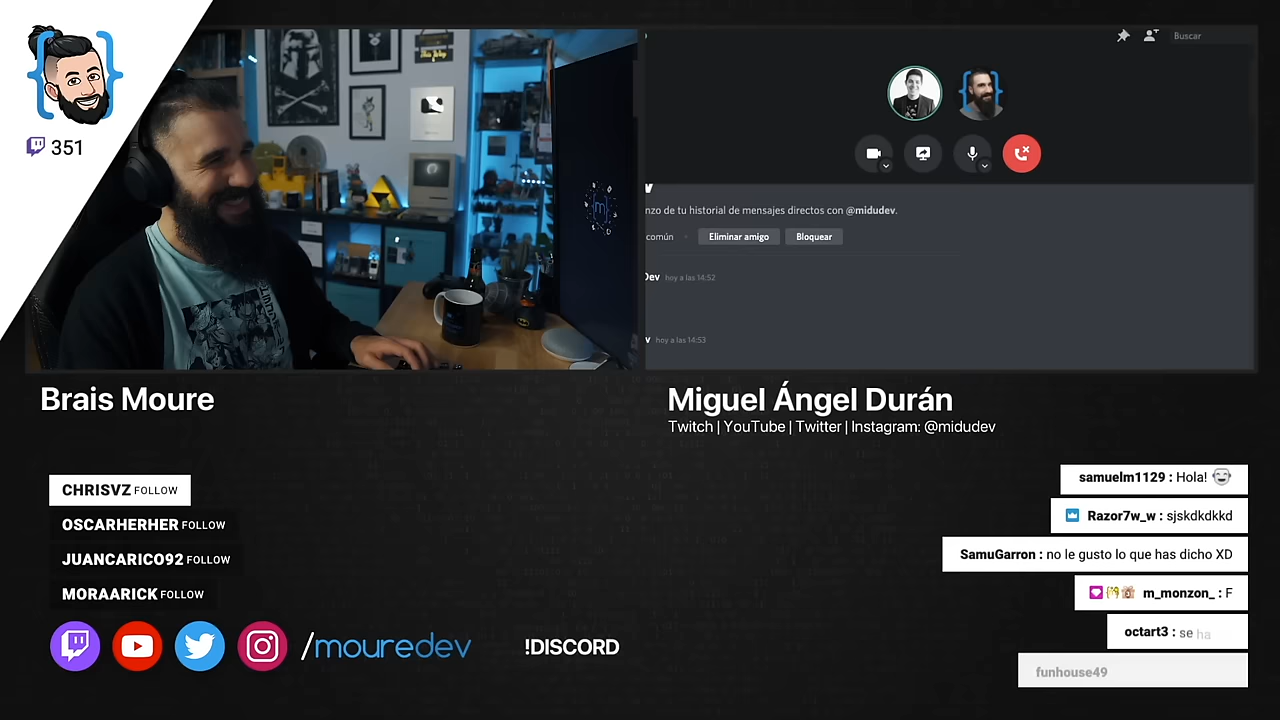 351
Buscar
nzo de tu historial de mensajes directos con @midudev.
común
Eliminar amigo
Bloquear
Dev hoy a las 14:52
v hoy a las 14:53
Brais Moure
Miguel Ángel Durán
Twitch | YouTube | Twitter | Instagram: @midudev
CHRISVZ FOLLOW
OSCARHERHER FOLLOW
JUANCARICO92 FOLLOW
MORAARICK FOLLOW
/mouredev
!DISCORD
samuelm1129 : Hola!
Razor7w_w : sjskdkdkkd
SamuGarron : no le gusto lo que has dicho XD
m_monzon_ : F
octart3 : se ha
funhouse49